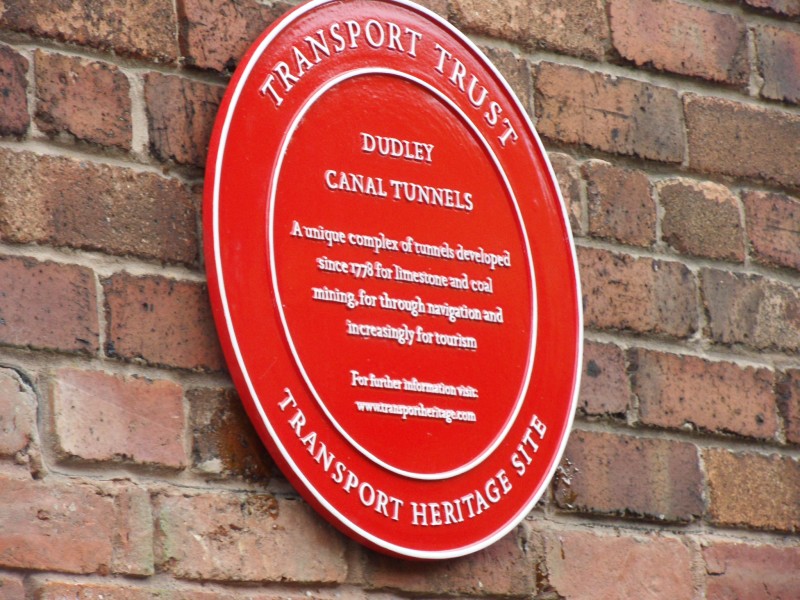 TRANSPORT TRUST
DUDLEY
CANAL TUNNELS
A unique complex of tunnels developed
since 1778 for limestone and coal
mining, for through navigation and
increasingly for tourism
For further information visit:
www.transportheritage.com
TRANSPORT HERITAGE SITE